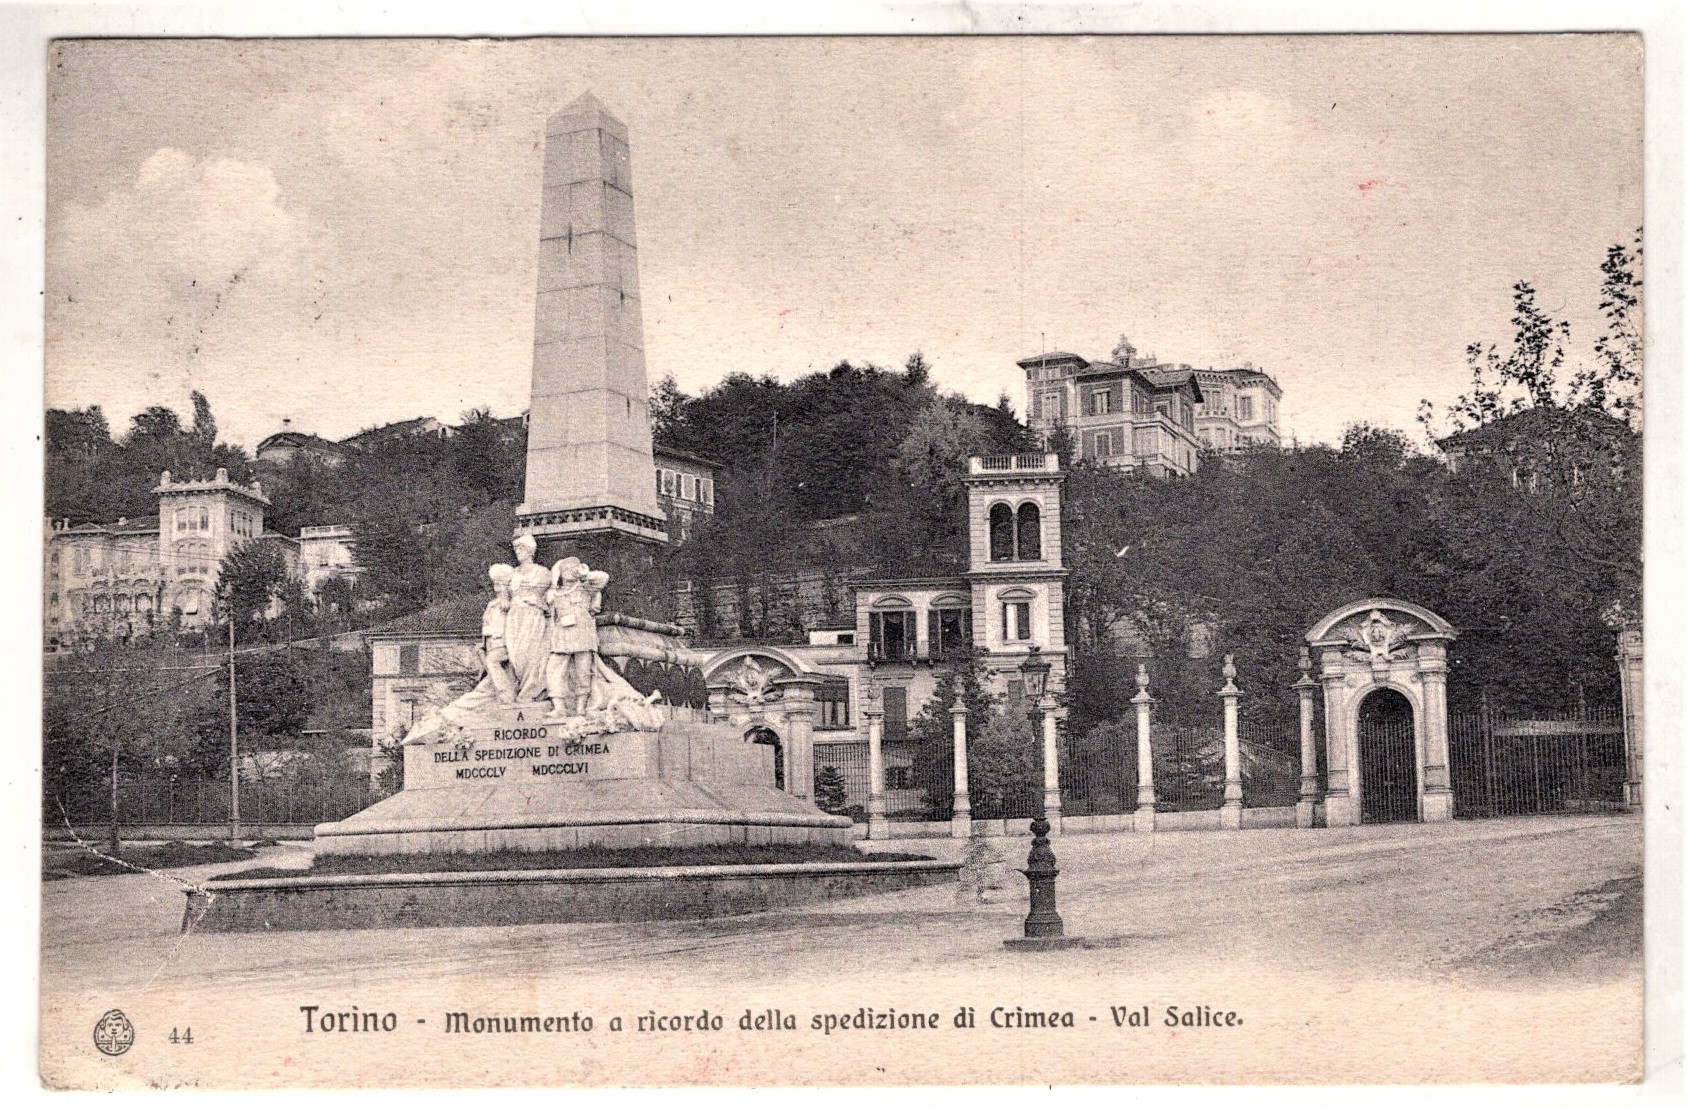 A
RICORDO
DELLA SPEDIZIONE DI CRIMEA
MDCCCLV MDCCCLVI
44
Torino - Monumento a ricordo della spedizione di Crimea - Val Salice.